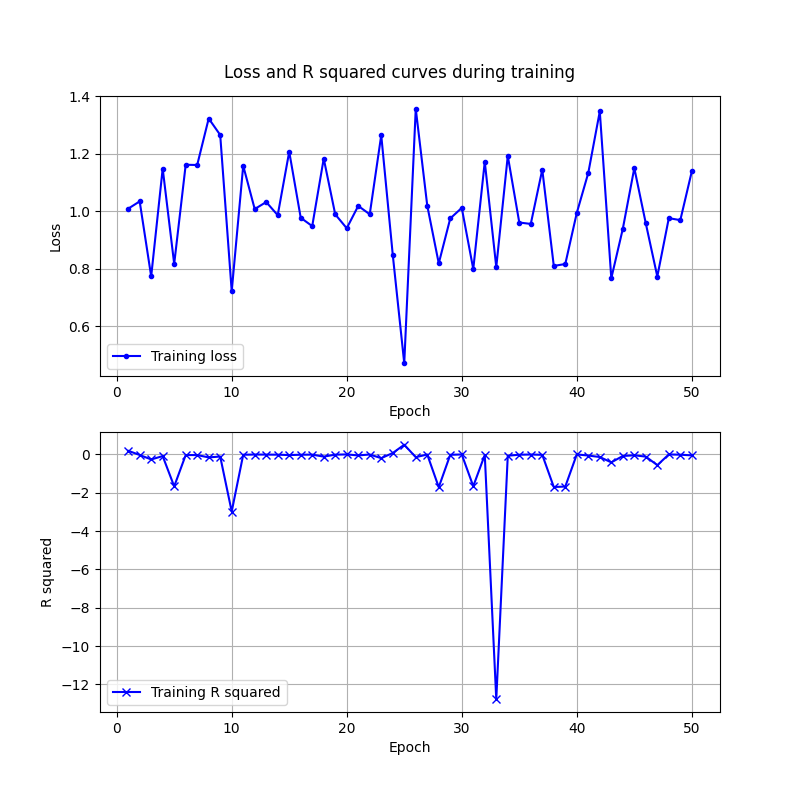 Loss and R squared curves during training
1.4
1.2
1.0
0.8
0.6
Loss
Training loss
0 10 20 30 40 50
Epoch
0
−2
−4
−6
−8
−10
−12
R squared
Training R squared
0 10 20 30 40 50
Epoch